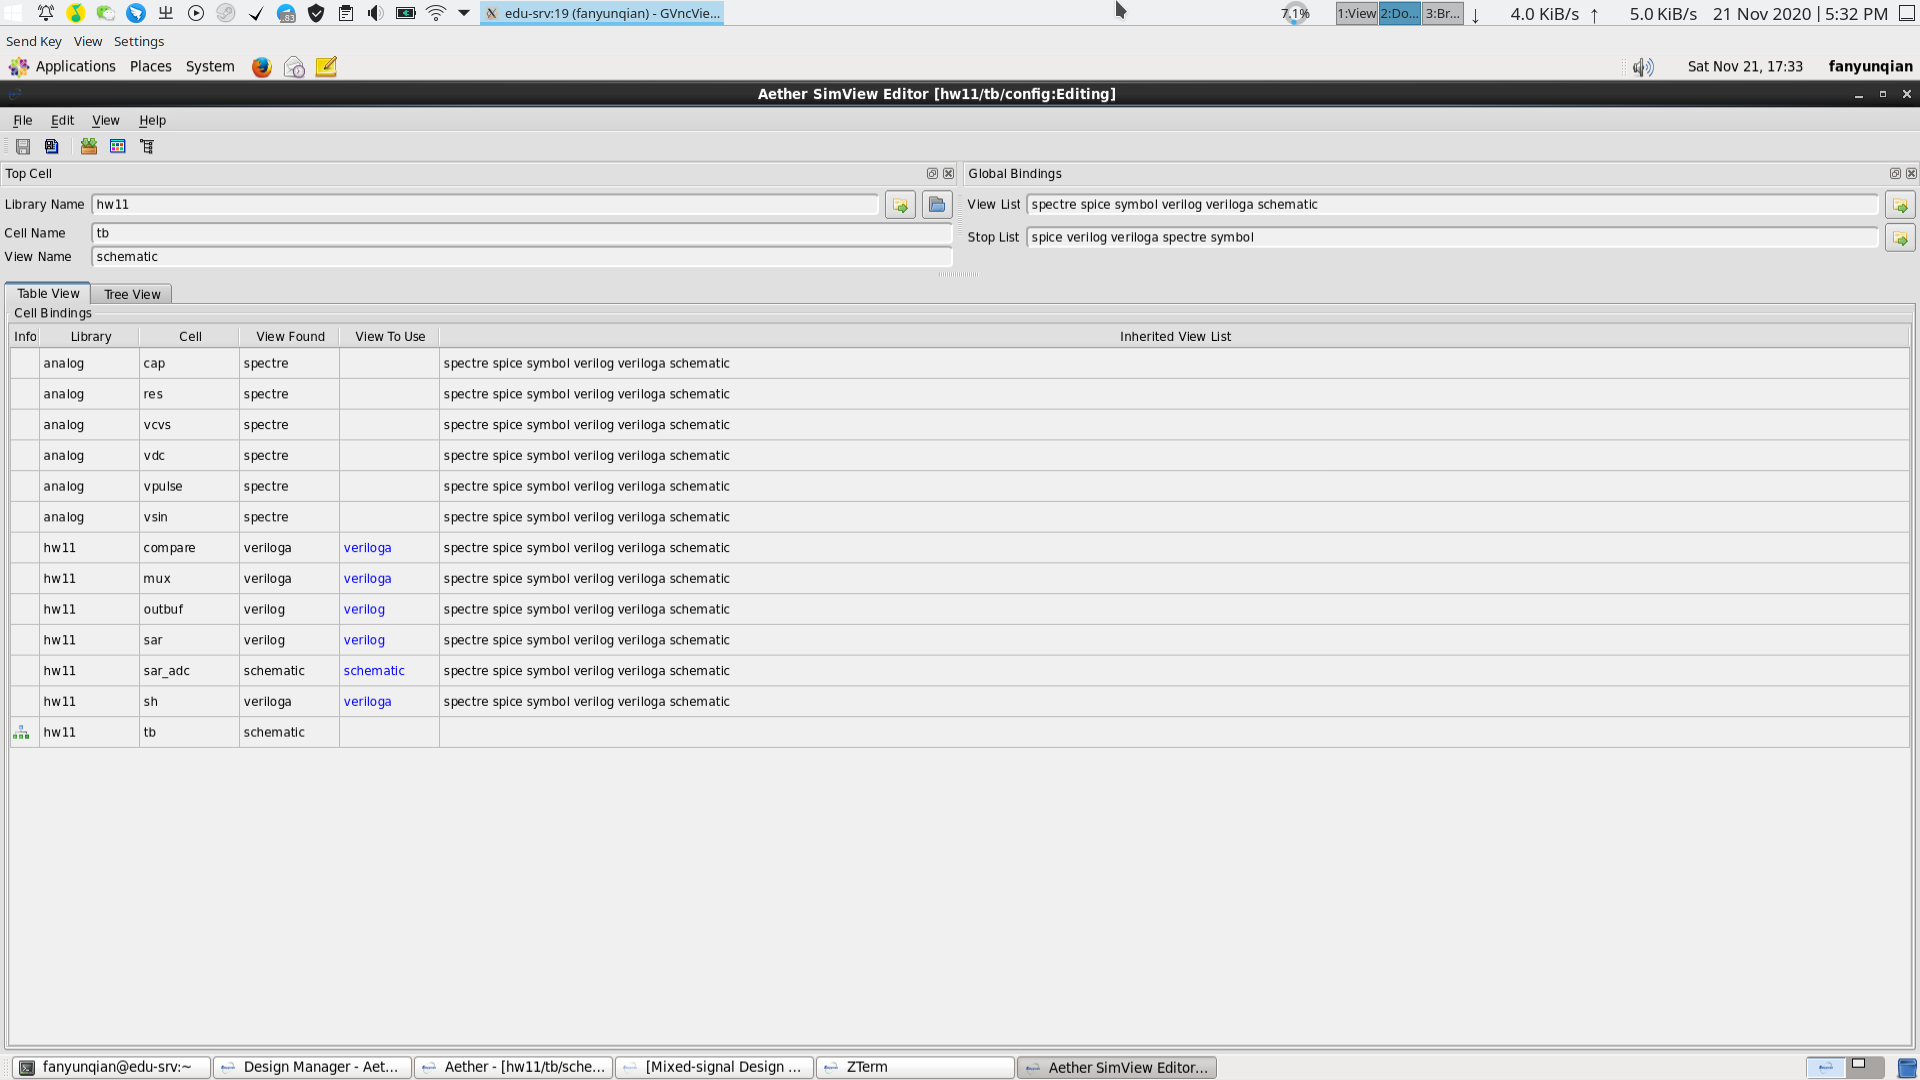 edu-srv:19 (fanyunqian) - GVncVie...
7.1%
1:View 2:Do... 3:Br...
4.0 KiB/s 5.0 KiB/s 21 Nov 2020 | 5:32 PM
Send Key View Settings
Applications Places System
Sat Nov 21, 17:33 fanyunqian
Aether SimView Editor [hw11/tb/config:Editing]
File Edit View Help
Top Cell
Library Name hw11
Cell Name tb
View Name schematic
Global Bindings
View List spectre spice symbol verilog veriloga schematic
Stop List spice verilog veriloga spectre symbol
Table View Tree View
Cell Bindings
Info Library Cell View Found View To Use Inherited View List
analog cap spectre spectre spice symbol verilog veriloga schematic
analog res spectre spectre spice symbol verilog veriloga schematic
analog vcvs spectre spectre spice symbol verilog veriloga schematic
analog vdc spectre spectre spice symbol verilog veriloga schematic
analog vpulse spectre spectre spice symbol verilog veriloga schematic
analog vsin spectre spectre spice symbol verilog veriloga schematic
hw11 compare veriloga veriloga spectre spice symbol verilog veriloga schematic
hw11 mux veriloga veriloga spectre spice symbol verilog veriloga schematic
hw11 outbuf verilog verilog spectre spice symbol verilog veriloga schematic
hw11 sar verilog verilog spectre spice symbol verilog veriloga schematic
hw11 sar_adc schematic schematic spectre spice symbol verilog veriloga schematic
hw11 sh veriloga veriloga spectre spice symbol verilog veriloga schematic
hw11 tb schematic
fanyunqian@edu-srv:~ Design Manager - Aet... Aether - [hw11/tb/sche... [Mixed-signal Design ... ZTerm Aether SimView Editor...